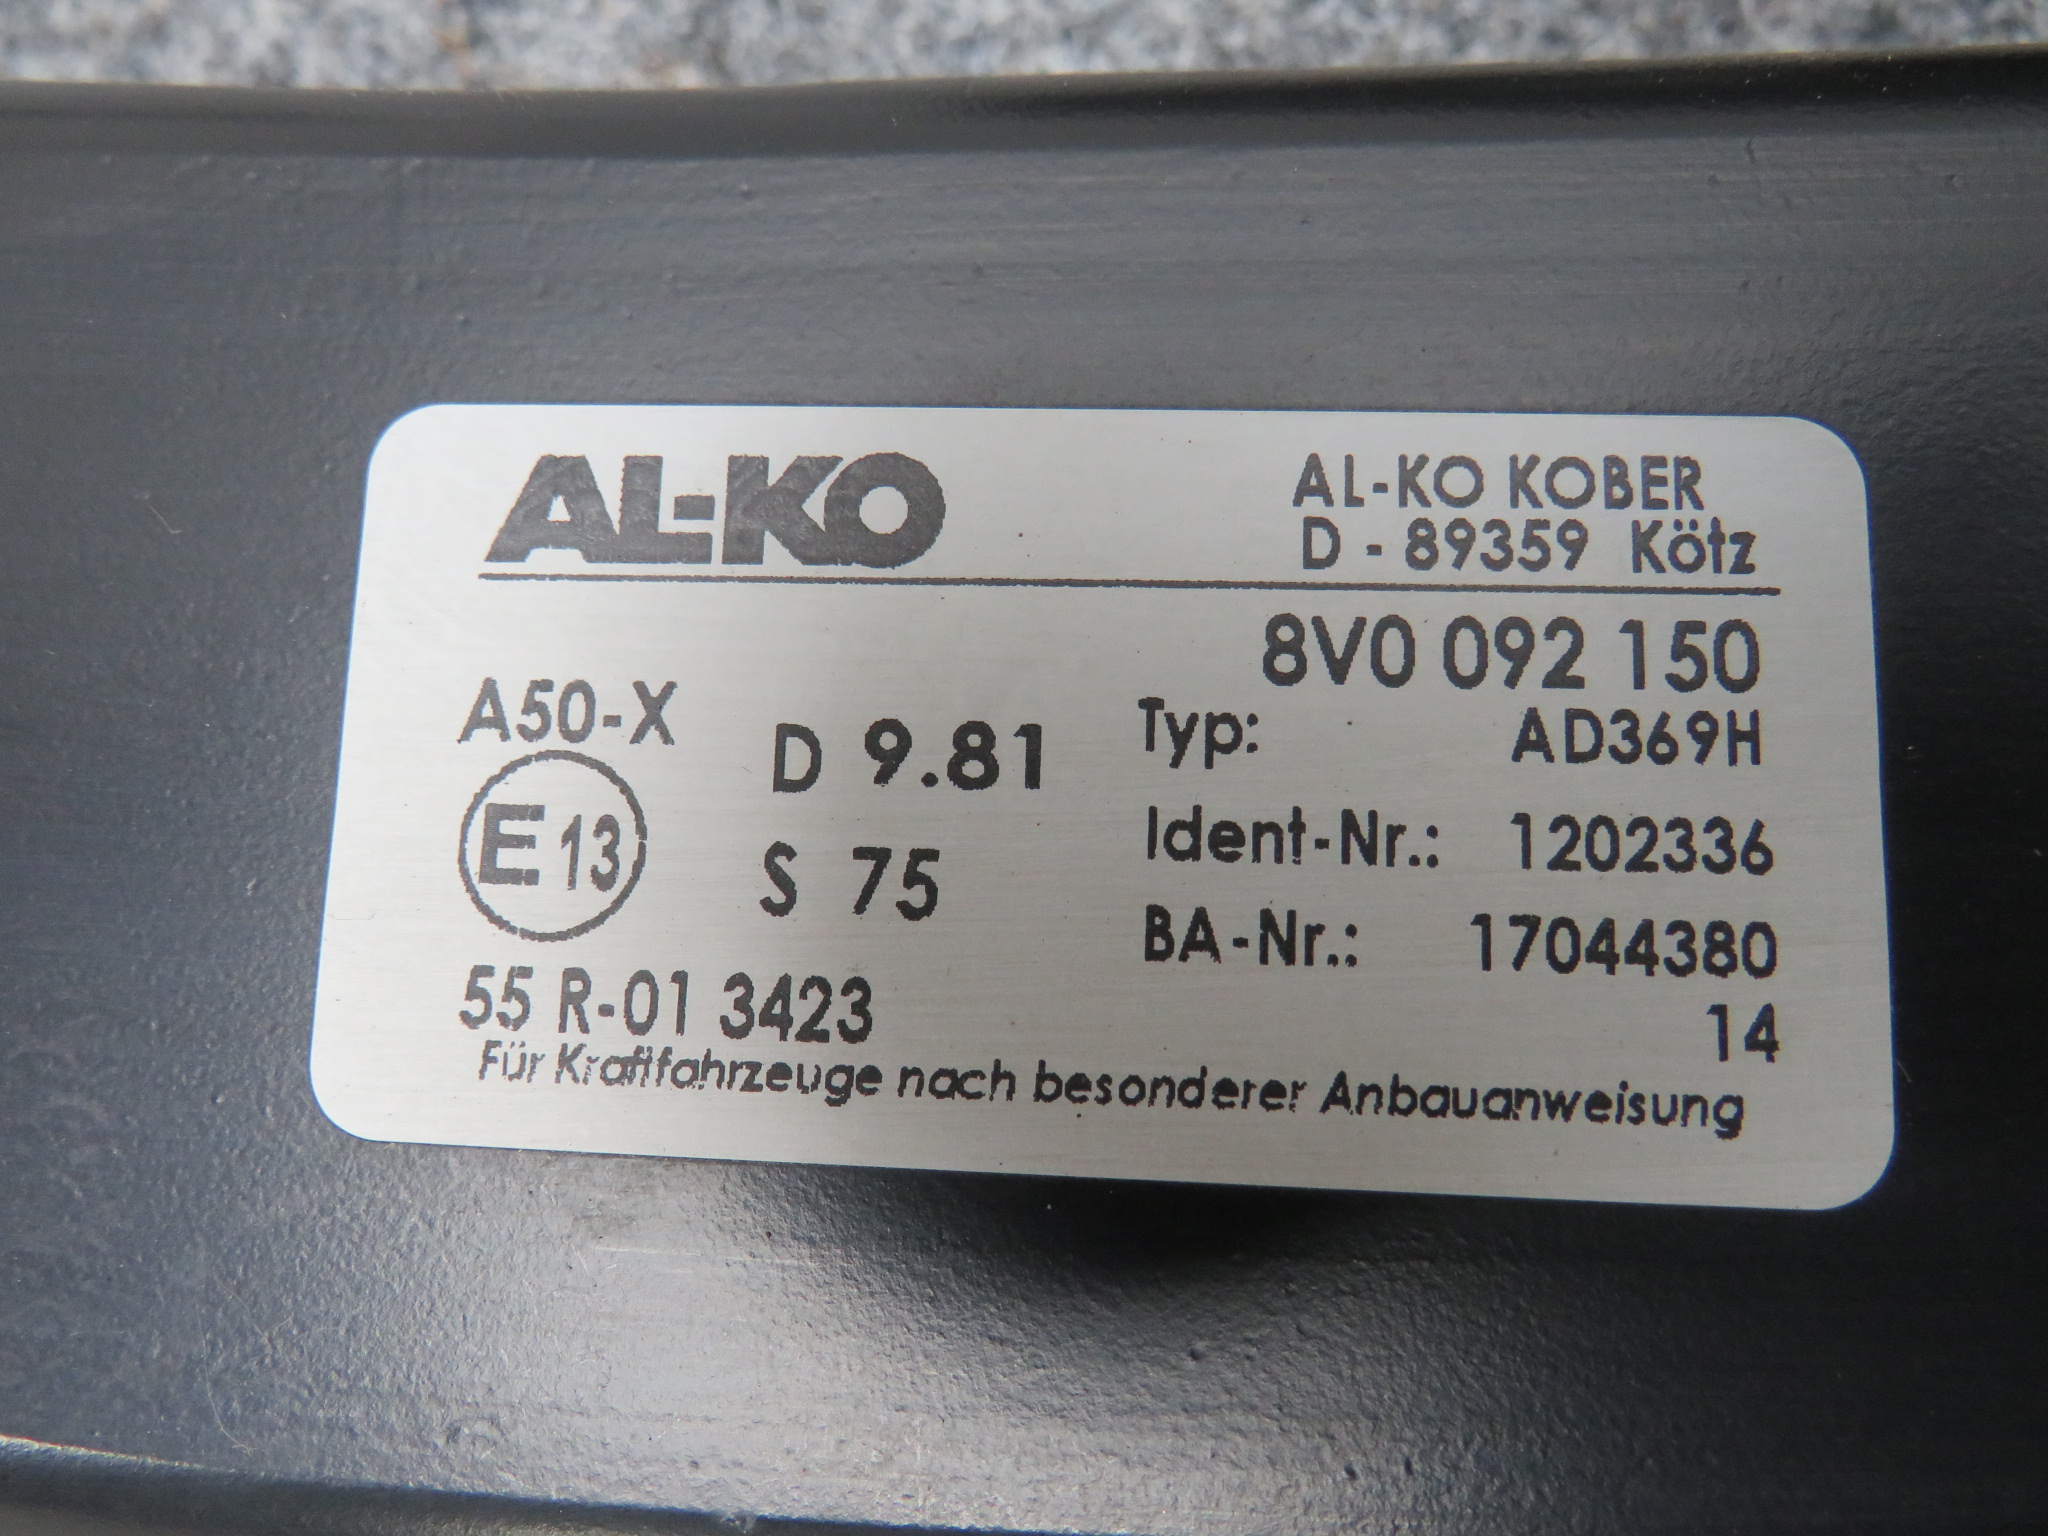 AL-KO
AL-KO KOBER
D - 89359 Kötz
8V0 092 150
A50-X
D 9.81
Typ: AD369H
E 13
S 75
Ident-Nr.: 1202336
BA-Nr.: 17044380
55 R-01 3423
14
Für Kraftfahrzeuge nach besonderer Anbauanweisung